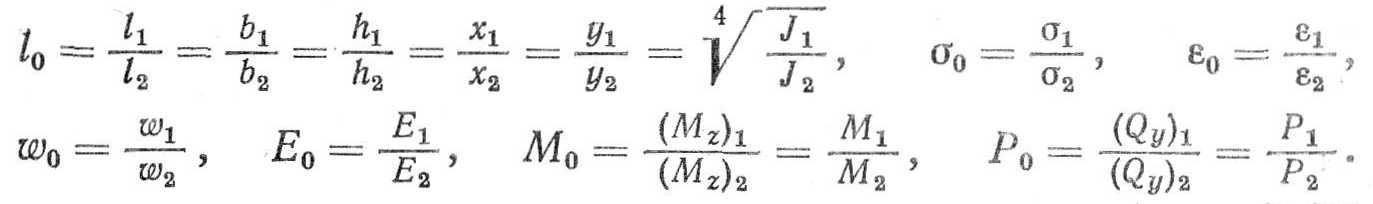 l₀ = l₁/l₂ = b₁/b₂ = h₁/h₂ = x₁/x₂ = y₁/y₂ = ⁴√(J₁/J₂), σ₀ = σ₁/σ₂, ε₀ = ε₁/ε₂,
w₀ = w₁/w₂, E₀ = E₁/E₂, M₀ = (M_z)₁/(M_z)₂ = M₁/M₂, P₀ = (Q_y)₁/(Q_y)₂ = P₁/P₂.